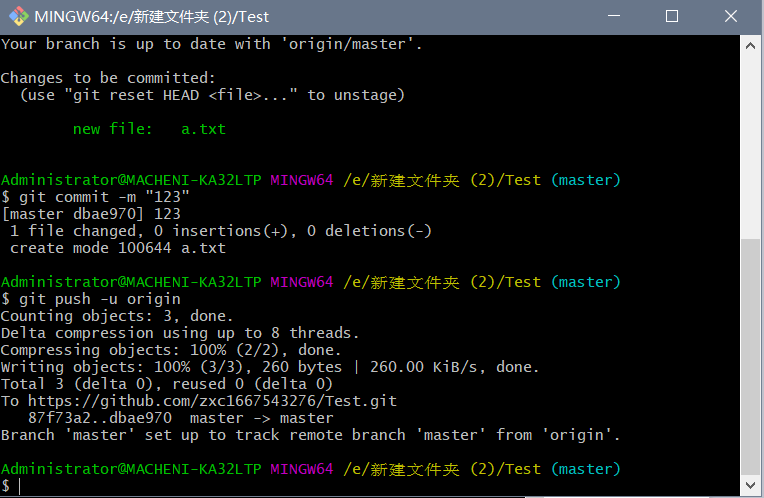 MINGW64:/e/新建文件夹 (2)/Test
Your branch is up to date with 'origin/master'.
Changes to be committed:
(use "git reset HEAD <file>..." to unstage)
new file: a.txt
Administrator@MACHENI-KA32LTP MINGW64 /e/新建文件夹 (2)/Test (master)
$ git commit -m "123"
[master dbae970] 123
1 file changed, 0 insertions(+), 0 deletions(-)
create mode 100644 a.txt
Administrator@MACHENI-KA32LTP MINGW64 /e/新建文件夹 (2)/Test (master)
$ git push -u origin
Counting objects: 3, done.
Delta compression using up to 8 threads.
Compressing objects: 100% (2/2), done.
Writing objects: 100% (3/3), 260 bytes | 260.00 KiB/s, done.
Total 3 (delta 0), reused 0 (delta 0)
To https://github.com/zxc1667543276/Test.git
87f73a2..dbae970 master -> master
Branch 'master' set up to track remote branch 'master' from 'origin'.
Administrator@MACHENI-KA32LTP MINGW64 /e/新建文件夹 (2)/Test (master)
$